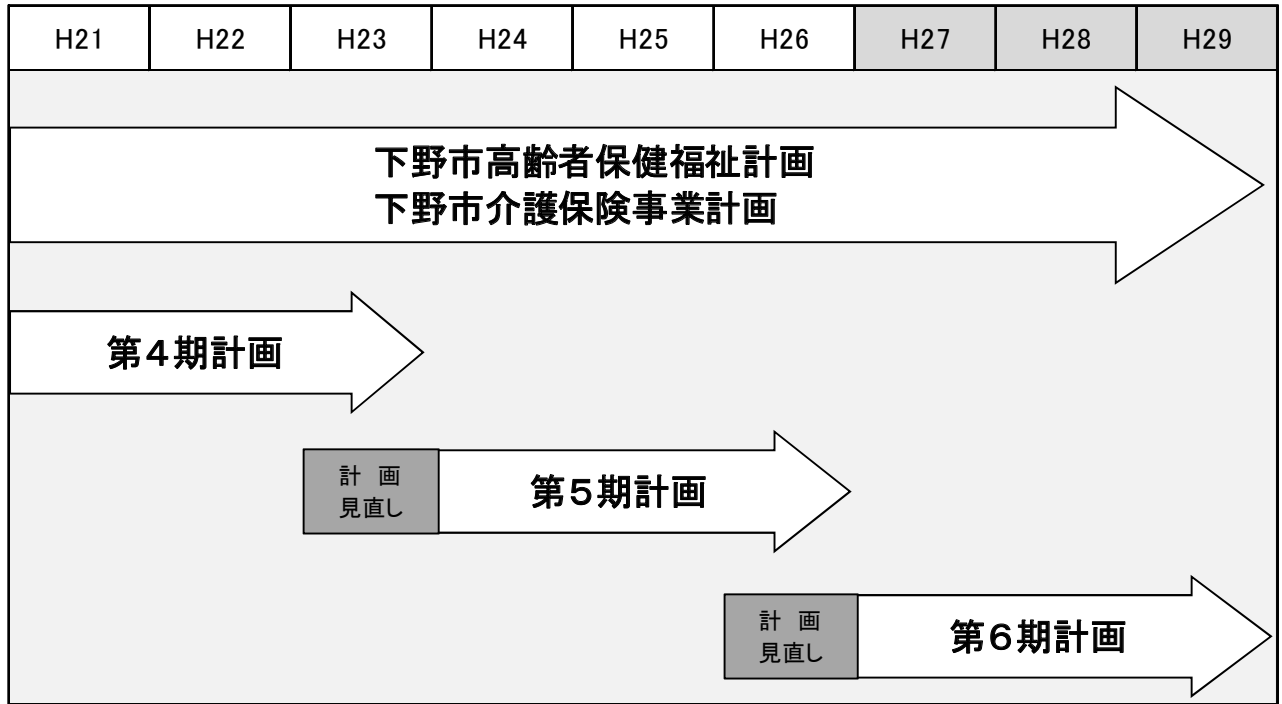 H21 H22 H23 H24 H25 H26 H27 H28 H29
下野市高齢者保健福祉計画
下野市介護保険事業計画
第４期計画
計　画
見直し
第５期計画
計　画
見直し
第６期計画